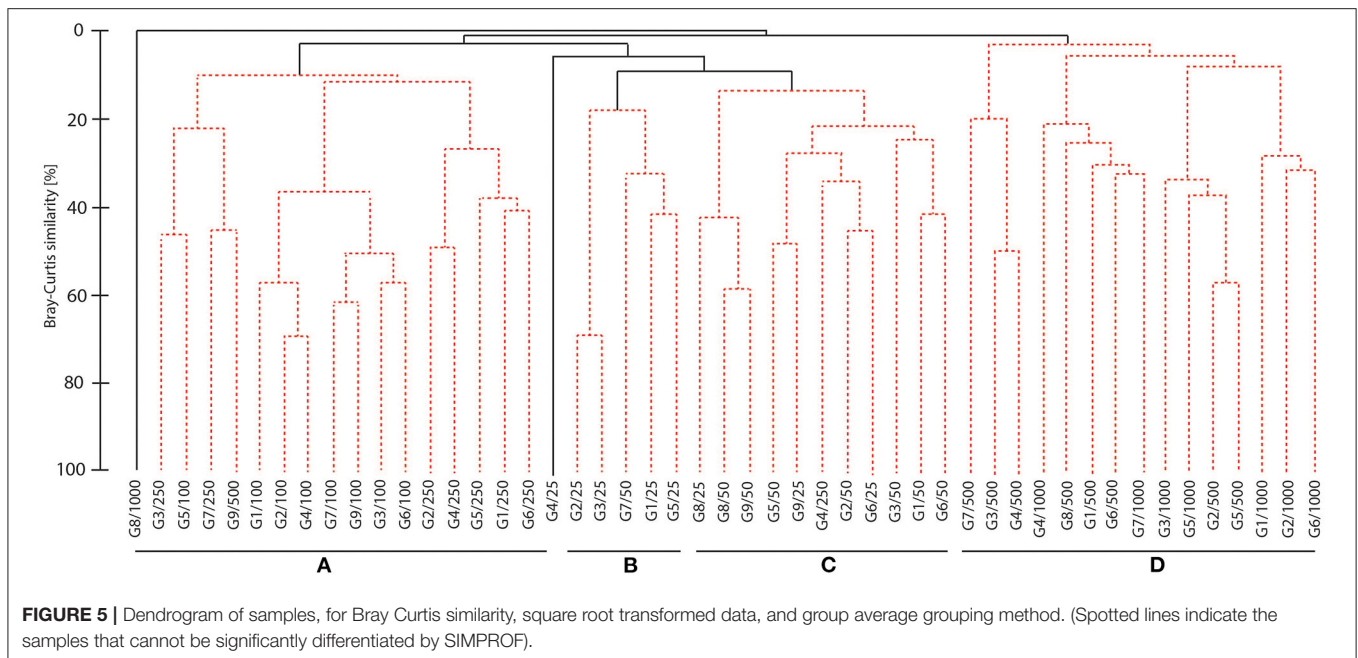 0
20
40
60
80
100
Bray-Curtis similarity [%]
G8/1000
G3/250
G5/100
G7/250
G9/500
G1/100
G2/100
G4/100
G7/100
G9/100
G3/100
G6/100
G2/250
G4/250
G5/250
G1/250
G6/250
G4/25
G2/25
G3/25
G7/50
G1/25
G5/25
G8/25
G8/50
G9/50
G5/50
G9/25
G4/250
G2/50
G6/25
G3/50
G1/50
G6/50
G7/500
G3/500
G4/500
G4/1000
G8/500
G1/500
G6/500
G7/1000
G3/1000
G5/1000
G2/500
G5/500
G1/1000
G2/1000
G6/1000
A
B
C
D
FIGURE 5 | Dendrogram of samples, for Bray Curtis similarity, square root transformed data, and group average grouping method. (Spotted lines indicate the
samples that cannot be significantly differentiated by SIMPROF).